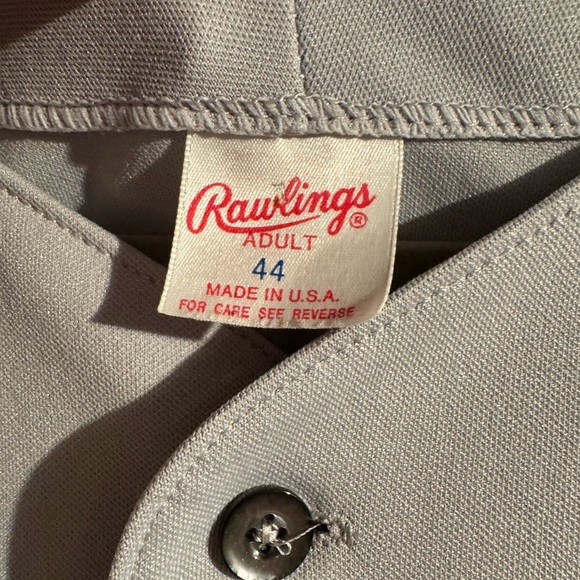 Rawlings®
ADULT
44
MADE IN U.S.A.
FOR CARE SEE REVERSE